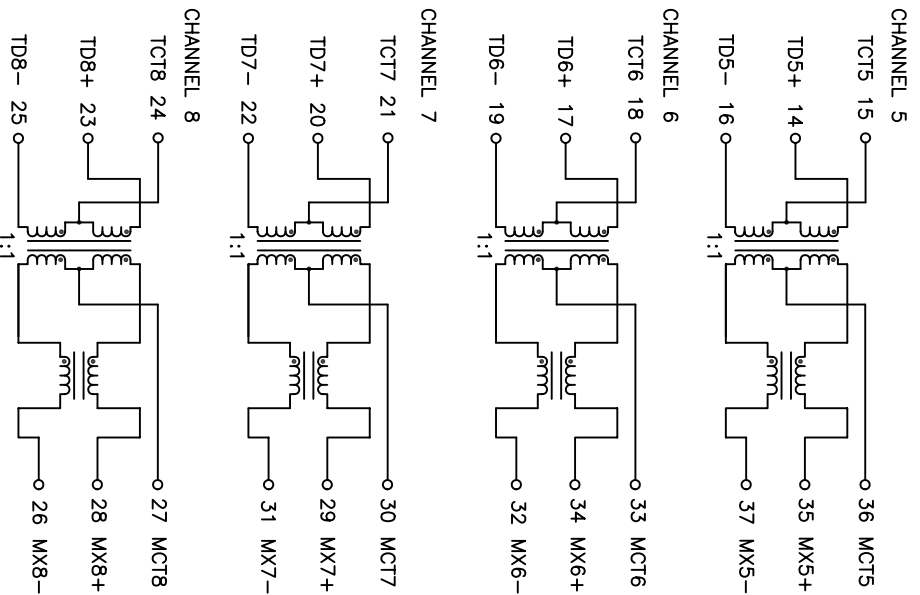 CHANNEL 5
TCT5 15 36 MCT5
TD5+ 14 35 MX5+
TD5- 16 37 MX5-
1:1
CHANNEL 6
TCT6 18 33 MCT6
TD6+ 17 34 MX6+
TD6- 19 32 MX6-
1:1
CHANNEL 7
TCT7 21 30 MCT7
TD7+ 20 29 MX7+
TD7- 22 31 MX7-
1:1
CHANNEL 8
TCT8 24 27 MCT8
TD8+ 23 28 MX8+
TD8- 25 26 MX8-
1:1